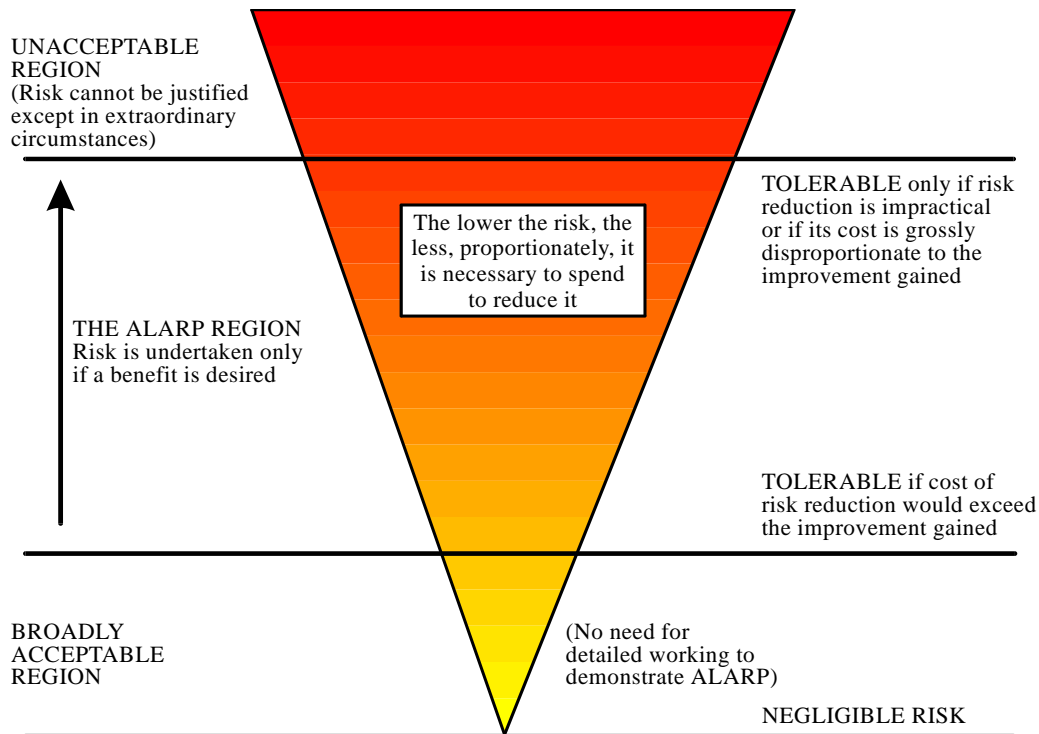 UNACCEPTABLE
REGION
(Risk cannot be justified
except in extraordinary
circumstances)
TOLERABLE only if risk
reduction is impractical
or if its cost is grossly
disproportionate to the
improvement gained
The lower the risk, the
less, proportionately, it
is necessary to spend
to reduce it
THE ALARP REGION
Risk is undertaken only
if a benefit is desired
TOLERABLE if cost of
risk reduction would exceed
the improvement gained
BROADLY
ACCEPTABLE
REGION
(No need for
detailed working to
demonstrate ALARP)
NEGLIGIBLE RISK